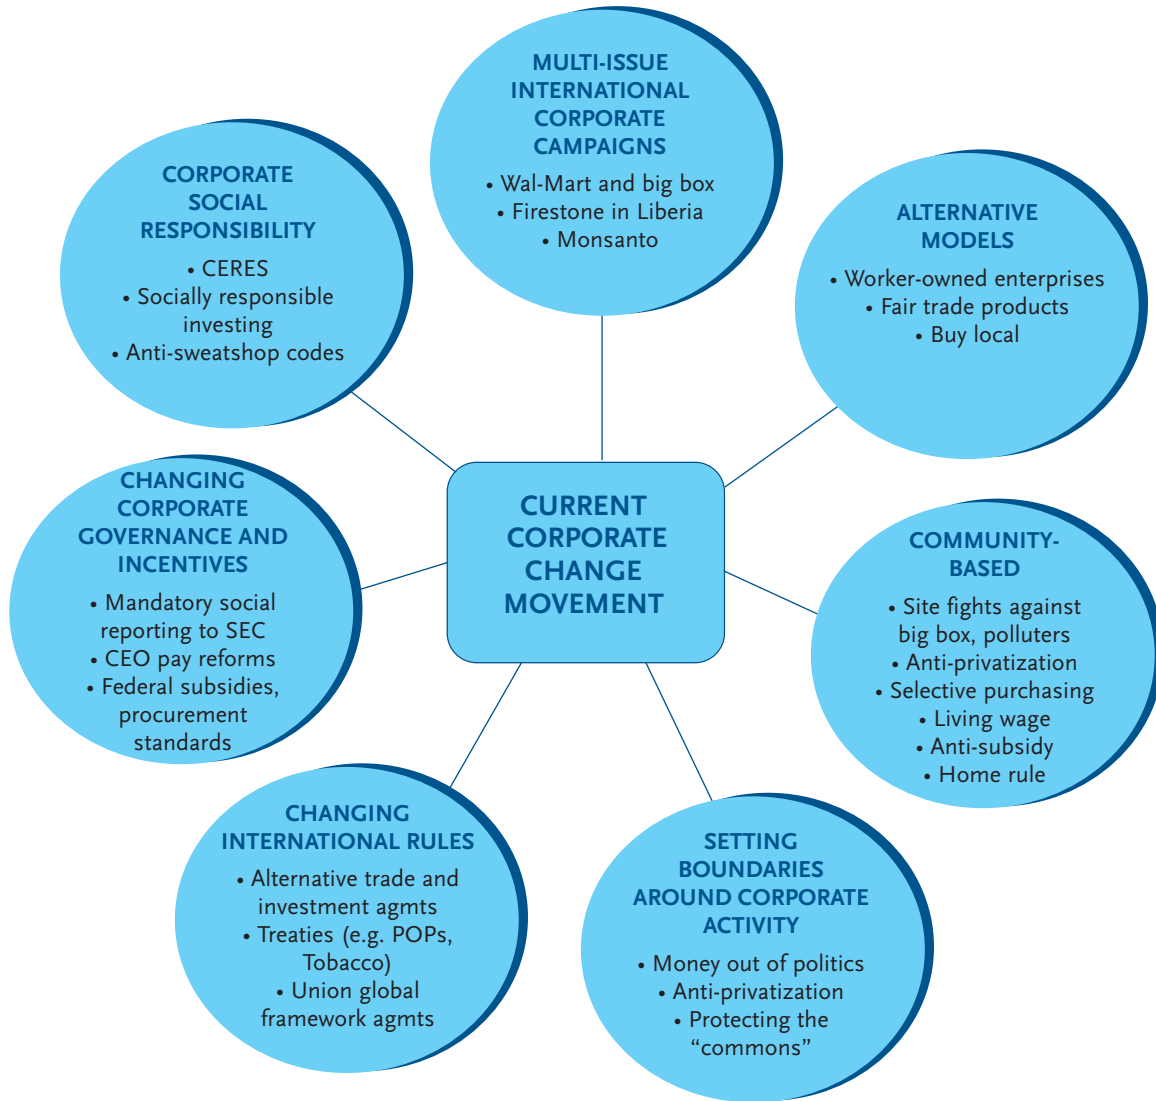 MULTI-ISSUE
INTERNATIONAL
CORPORATE
CAMPAIGNS
• Wal-Mart and big box
• Firestone in Liberia
• Monsanto
CORPORATE
SOCIAL
RESPONSIBILITY
• CERES
• Socially responsible
investing
• Anti-sweatshop codes
ALTERNATIVE
MODELS
• Worker-owned enterprises
• Fair trade products
• Buy local
CHANGING
CORPORATE
GOVERNANCE AND
INCENTIVES
• Mandatory social
reporting to SEC
• CEO pay reforms
• Federal subsidies,
procurement
standards
CURRENT
CORPORATE
CHANGE
MOVEMENT
COMMUNITY-
BASED
• Site fights against
big box, polluters
• Anti-privatization
• Selective purchasing
• Living wage
• Anti-subsidy
• Home rule
CHANGING
INTERNATIONAL RULES
• Alternative trade and
investment agmts
• Treaties (e.g. POPs,
Tobacco)
• Union global
framework agmts
SETTING
BOUNDARIES
AROUND CORPORATE
ACTIVITY
• Money out of politics
• Anti-privatization
• Protecting the
“commons”